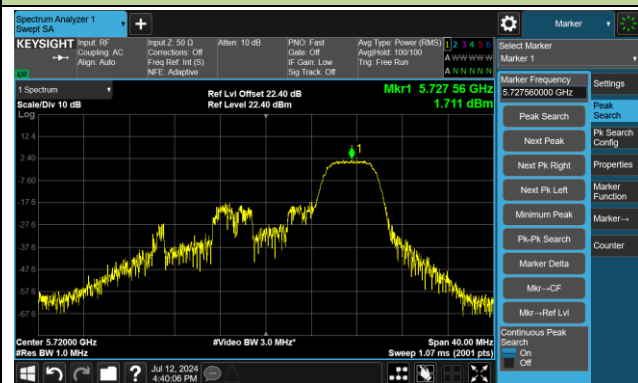 Spectrum Analyzer 1
Swept SA
Marker
KEYSIGHT
Input: RF
Coupling: AC
Align: Auto
Input Z: 50 Ω
Corrections: Off
Freq Ref: Int (S)
NFE: Adaptive
Atten: 10 dB
PNO: Fast
Gate: Off
IF Gain: Low
Sig Track: Off
Avg Type: Power (RMS)
Avg|Hold: 100/100
Trig: Free Run
1 2 3 4 5 6
A W W W W W
A N N N N N
Select Marker
Marker 1
1 Spectrum
Scale/Div 10 dB
Log
Ref Lvl Offset 22.40 dB
Ref Level 22.40 dBm
Mkr1 5.727 56 GHz
1.711 dBm
12.4
2.40
-7.60
-17.6
-27.6
-37.6
-47.6
-57.6
-67.6
1
Center 5.72000 GHz
#Res BW 1.0 MHz
#Video BW 3.0 MHz*
Span 40.00 MHz
Sweep 1.07 ms (2001 pts)
Marker Frequency
5.727560000 GHz
Peak Search
Next Peak
Next Pk Right
Next Pk Left
Minimum Peak
Pk-Pk Search
Marker Delta
Mkr→CF
Mkr→Ref Lvl
Continuous Peak
Search
On
Off
Settings
Peak
Search
Pk Search
Config
Properties
Marker
Function
Marker→
Counter
Jul 12, 2024
4:40:06 PM